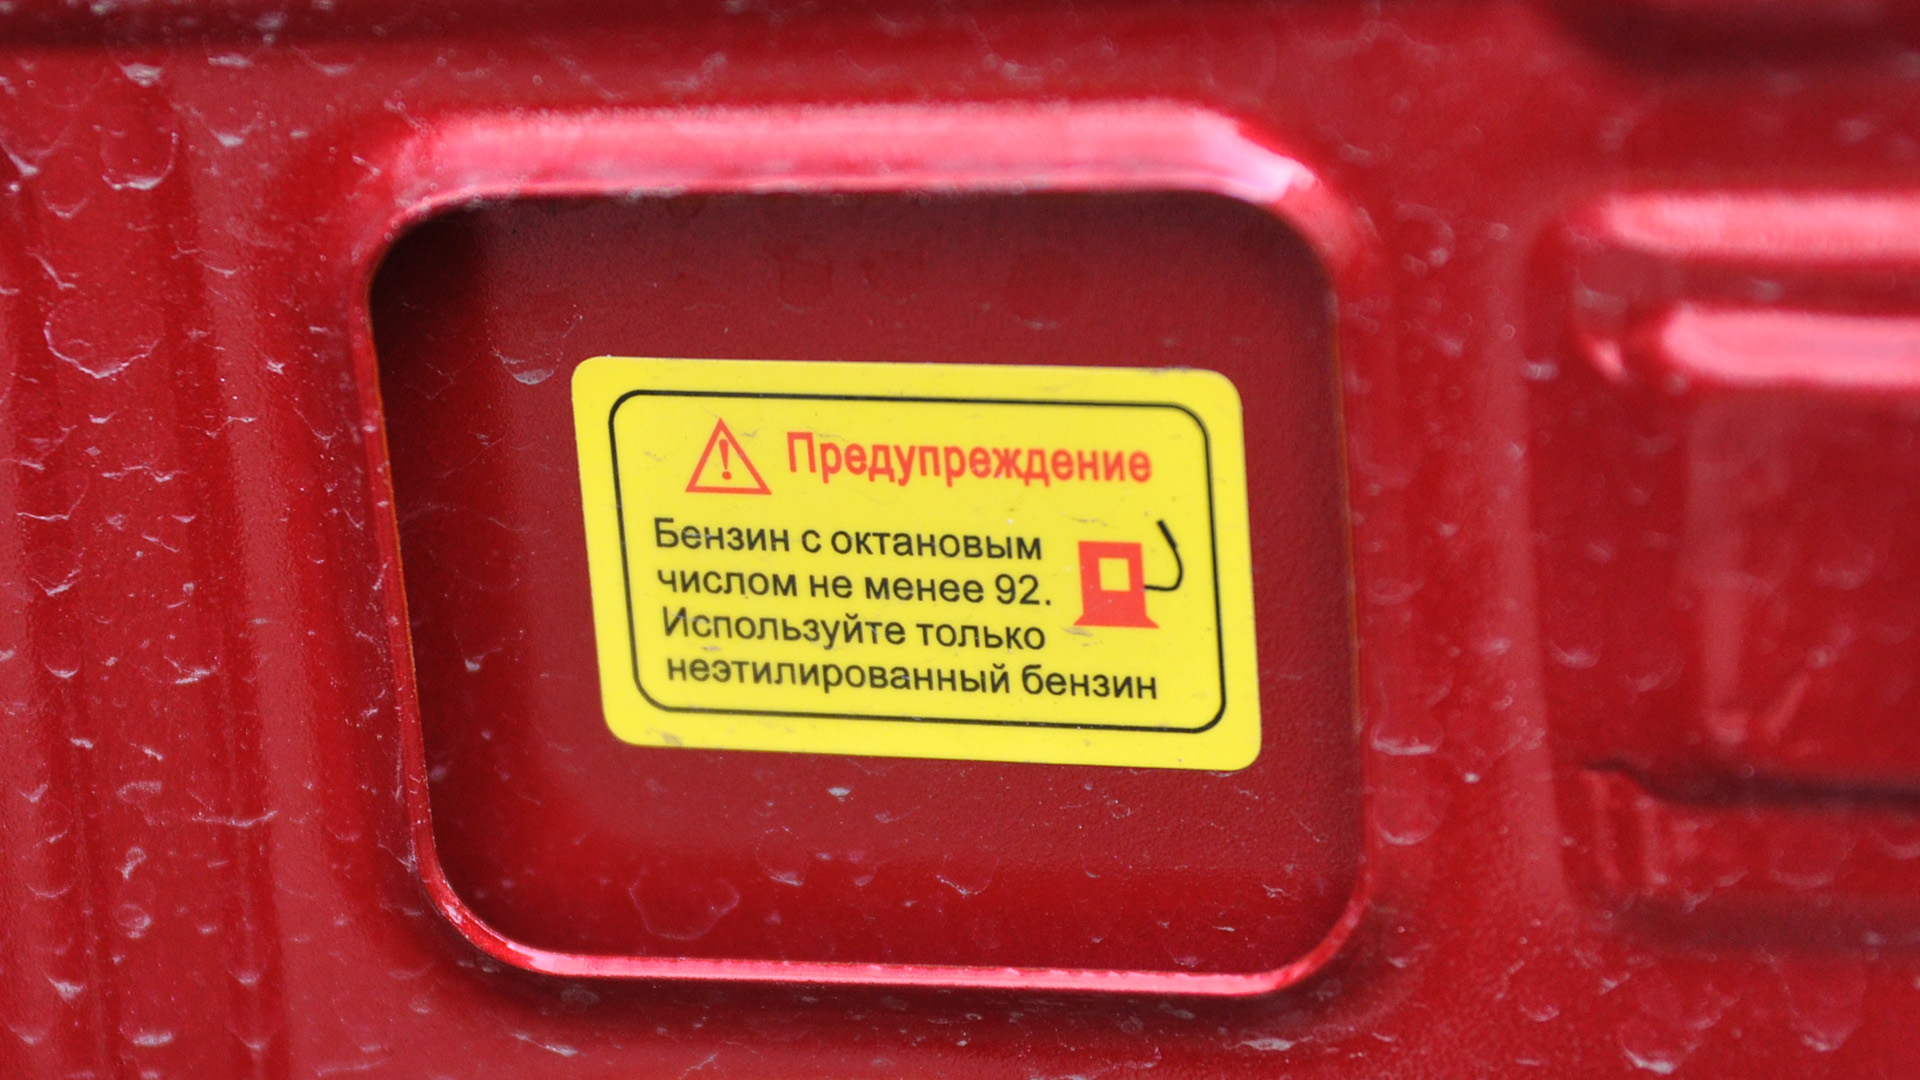 Предупреждение
Бензин с октановым
числом не менее 92.
Используйте только
неэтилированный бензин